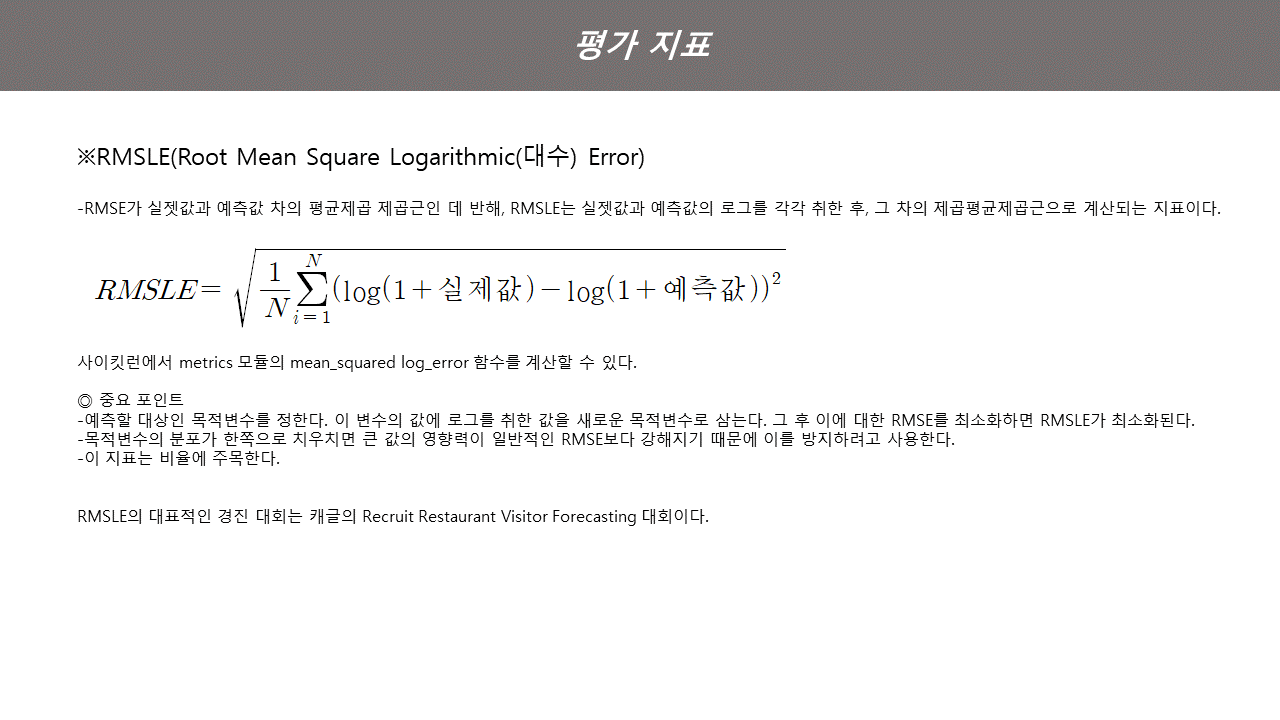 평가 지표
※RMSLE(Root Mean Square Logarithmic(대수) Error)
-RMSE가 실젯값과 예측값 차의 평균제곱 제곱근인 데 반해, RMSLE는 실젯값과 예측값의 로그를 각각 취한 후, 그 차의 제곱평균제곱근으로 계산되는 지표이다.
RMSLE = √(1/N ∑_{i=1}^{N} (log(1+실제값)-log(1+예측값))²)
사이킷런에서 metrics 모듈의 mean_squared log_error 함수를 계산할 수 있다.
◎ 중요 포인트
-예측할 대상인 목적변수를 정한다. 이 변수의 값에 로그를 취한 값을 새로운 목적변수로 삼는다. 그 후 이에 대한 RMSE를 최소화하면 RMSLE가 최소화된다.
-목적변수의 분포가 한쪽으로 치우치면 큰 값의 영향력이 일반적인 RMSE보다 강해지기 때문에 이를 방지하려고 사용한다.
-이 지표는 비율에 주목한다.
RMSLE의 대표적인 경진 대회는 캐글의 Recruit Restaurant Visitor Forecasting 대회이다.